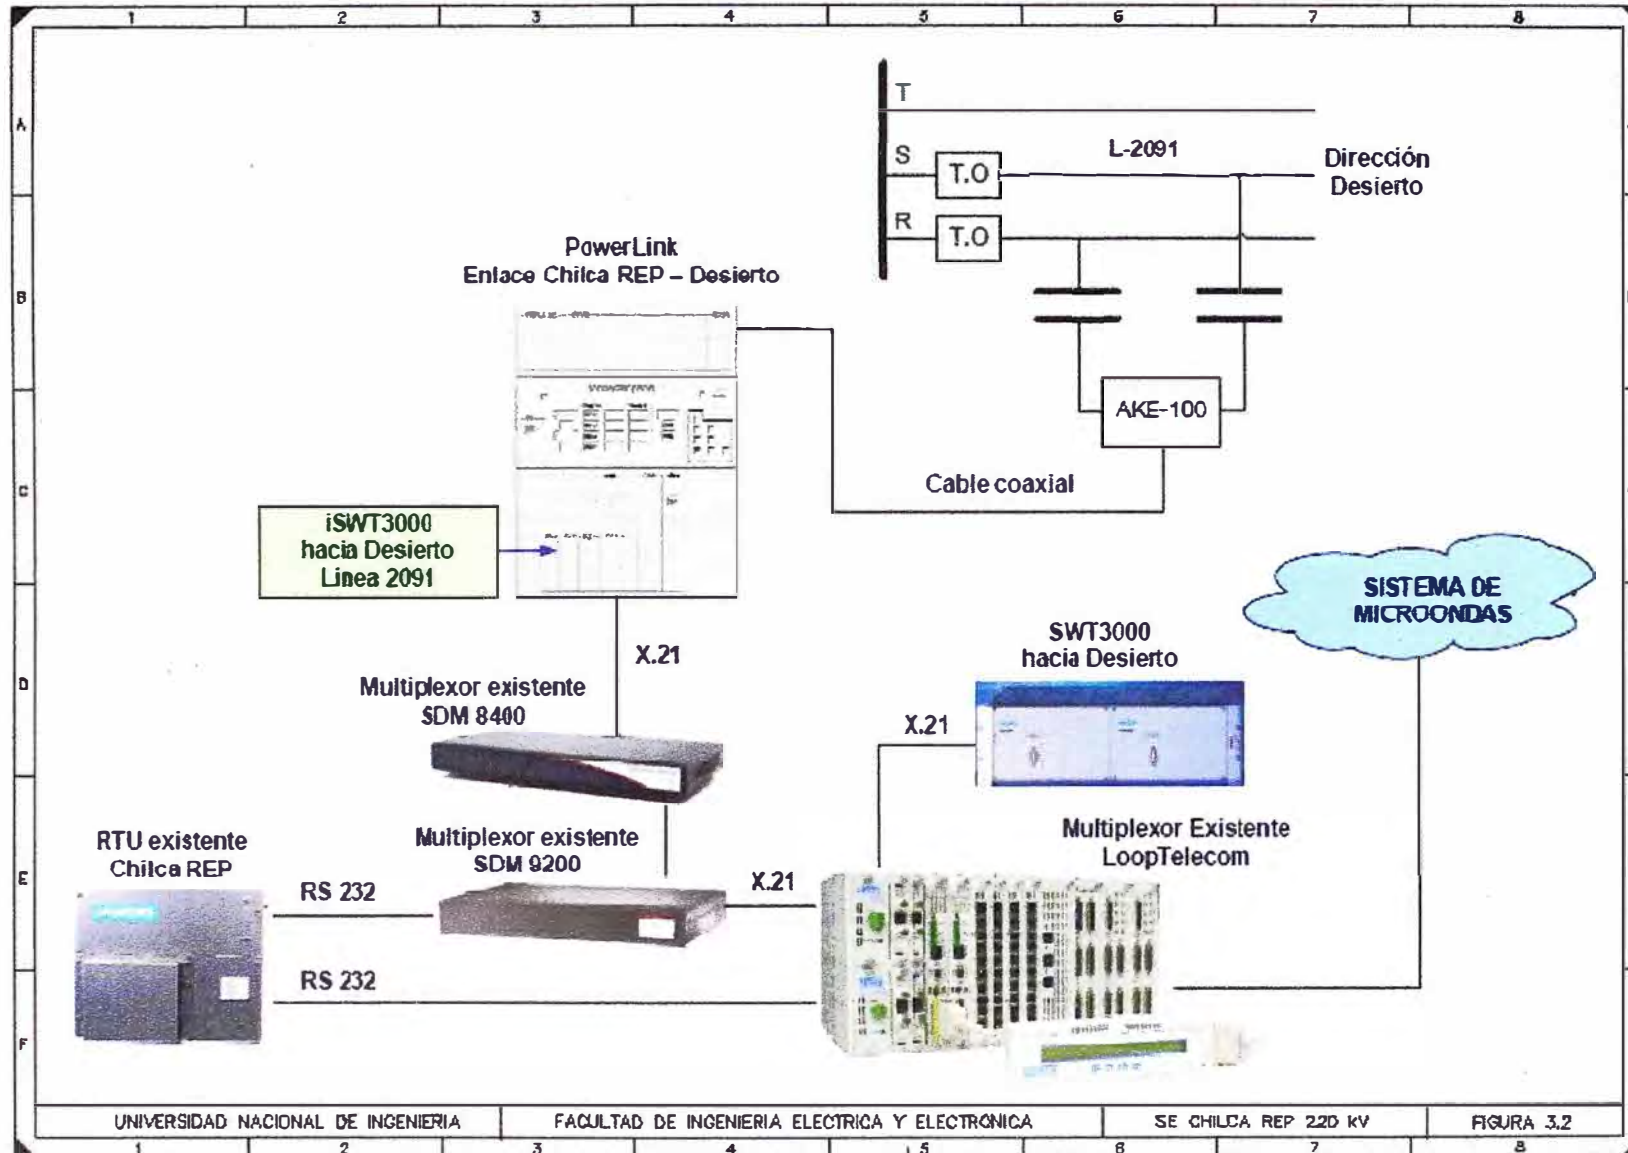 1 2 3 4 5 6 7 8
A
B
C
D
E
F
T
S
T.O
L-2091
Dirección
Desierto
R
T.O
PowerLink
Enlace Chilca REP – Desierto
AKE-100
Cable coaxial
iSWT3000
hacia Desierto
Linea 2091
X.21
SISTEMA DE
MICROONDAS
SWT3000
hacia Desierto
X.21
Multiplexor existente
SDM 8400
Multiplexor existente
SDM 9200
Multiplexor Existente
LoopTelecom
RTU existente
Chilca REP
RS 232
X.21
RS 232
UNIVERSIDAD NACIONAL DE INGENIERIA
FACULTAD DE INGENIERIA ELECTRICA Y ELECTRÓNICA
SE CHILCA REP 220 KV
FIGURA 3.2
1 2 3 4 5 6 7 8